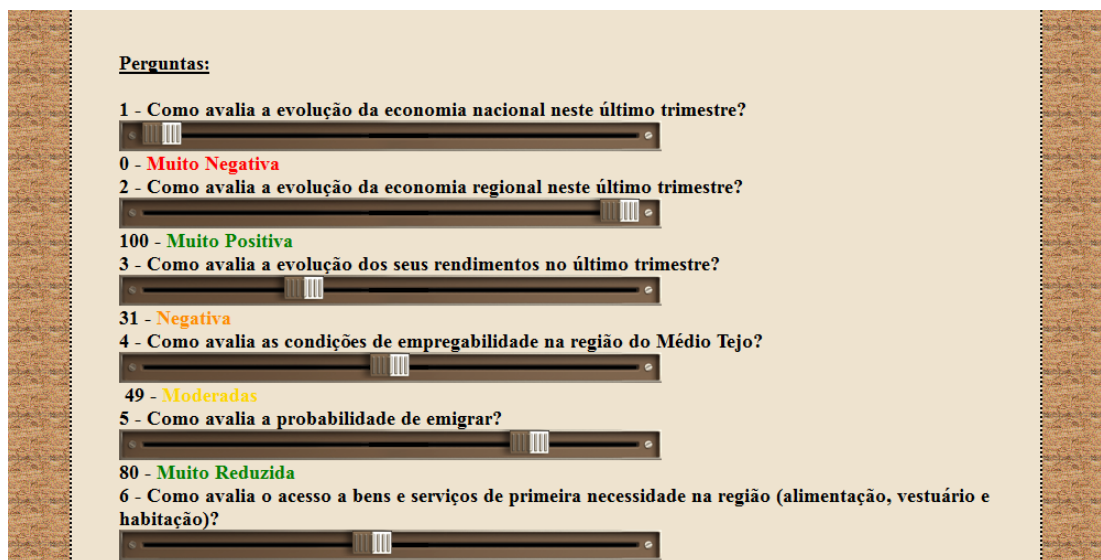 Perguntas:
1 - Como avalia a evolução da economia nacional neste último trimestre?
0 - Muito Negativa
2 - Como avalia a evolução da economia regional neste último trimestre?
100 - Muito Positiva
3 - Como avalia a evolução dos seus rendimentos no último trimestre?
31 - Negativa
4 - Como avalia as condições de empregabilidade na região do Médio Tejo?
49 - Moderadas
5 - Como avalia a probabilidade de emigrar?
80 - Muito Reduzida
6 - Como avalia o acesso a bens e serviços de primeira necessidade na região (alimentação, vestuário e
habitação)?